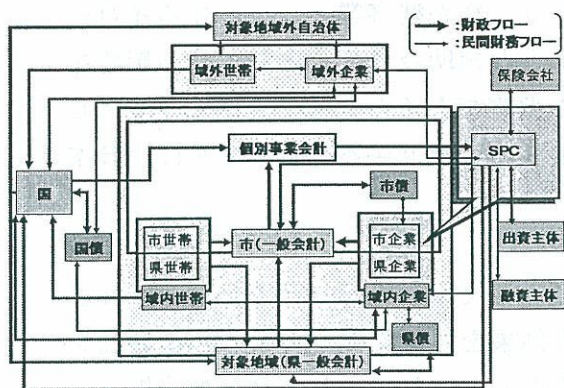 対象地域外自治体
:財政フロー
:民間財務フロー
域外世帯
域外企業
保険会社
個別事業会計
SPC
国
市債
国債
市世帯
県世帯
市(一般会計)
市企業
県企業
出資主体
域内世帯
域内企業
融資主体
県債
対象地域(県一般会計)